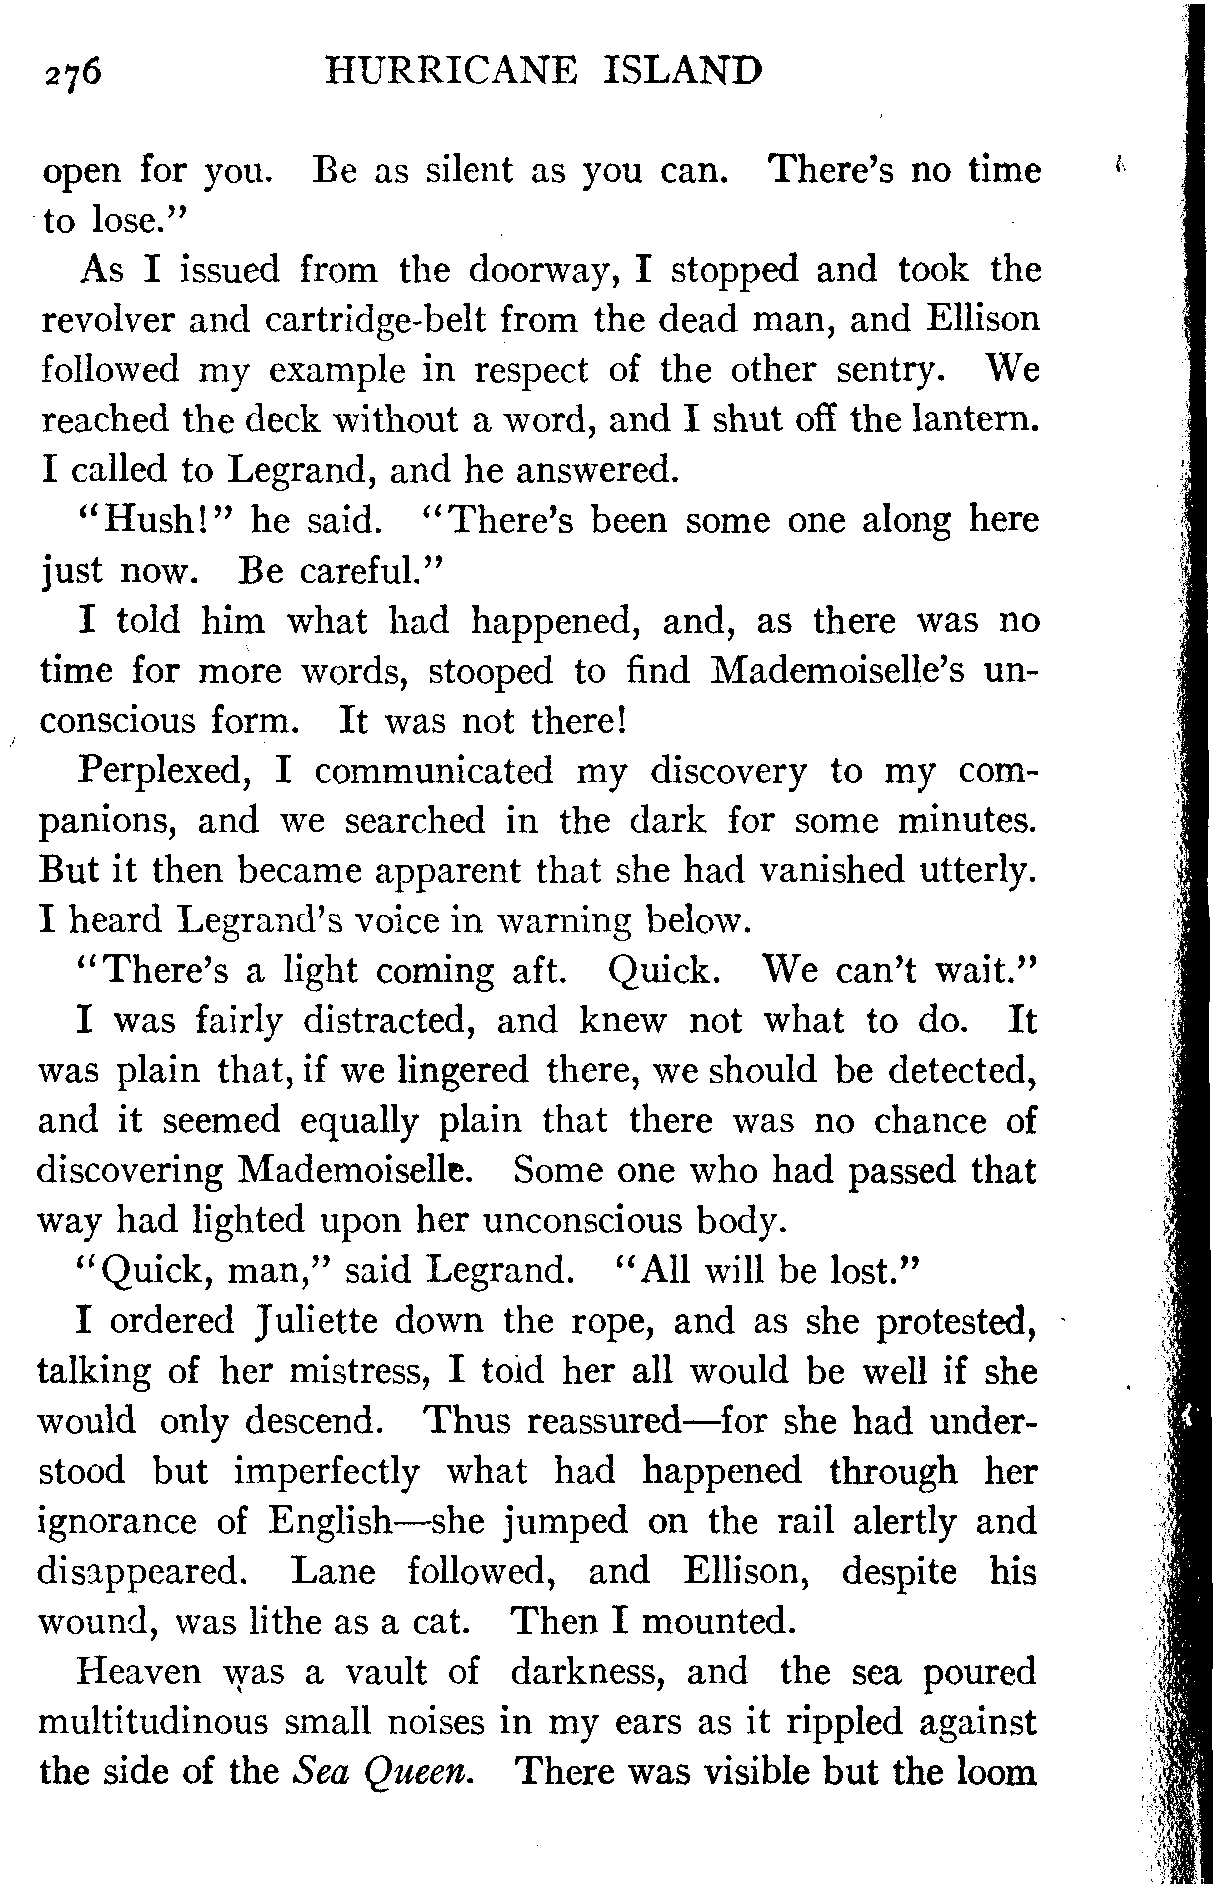 276 HURRICANE ISLAND
open for you. Be as silent as you can. There's no time
to lose."
As I issued from the doorway, I stopped and took the
revolver and cartridge-belt from the dead man, and Ellison
followed my example in respect of the other sentry. We
reached the deck without a word, and I shut off the lantern.
I called to Legrand, and he answered.
"Hush!" he said. "There's been some one along here
just now. Be careful."
I told him what had happened, and, as there was no
time for more words, stooped to find Mademoiselle's un-
conscious form. It was not there!
Perplexed, I communicated my discovery to my com-
panions, and we searched in the dark for some minutes.
But it then became apparent that she had vanished utterly.
I heard Legrand's voice in warning below.
"There's a light coming aft. Quick. We can't wait."
I was fairly distracted, and knew not what to do. It
was plain that, if we lingered there, we should be detected,
and it seemed equally plain that there was no chance of
discovering Mademoiselle. Some one who had passed that
way had lighted upon her unconscious body.
"Quick, man," said Legrand. "All will be lost."
I ordered Juliette down the rope, and as she protested,
talking of her mistress, I told her all would be well if she
would only descend. Thus reassured—for she had under-
stood but imperfectly what had happened through her
ignorance of English—she jumped on the rail alertly and
disappeared. Lane followed, and Ellison, despite his
wound, was lithe as a cat. Then I mounted.
Heaven was a vault of darkness, and the sea poured
multitudinous small noises in my ears as it rippled against
the side of the Sea Queen. There was visible but the loom